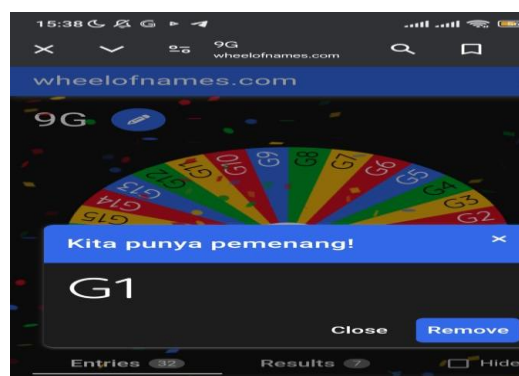 15:38
9G
wheelofnames.com
wheelofnames.com
9G
G15
G14
G13
G12
G11
G10
G9
G8
G7
G6
G5
G4
G3
G2
Kita punya pemenang!
G1
Close Remove
Entries 32 Results 7 Hide